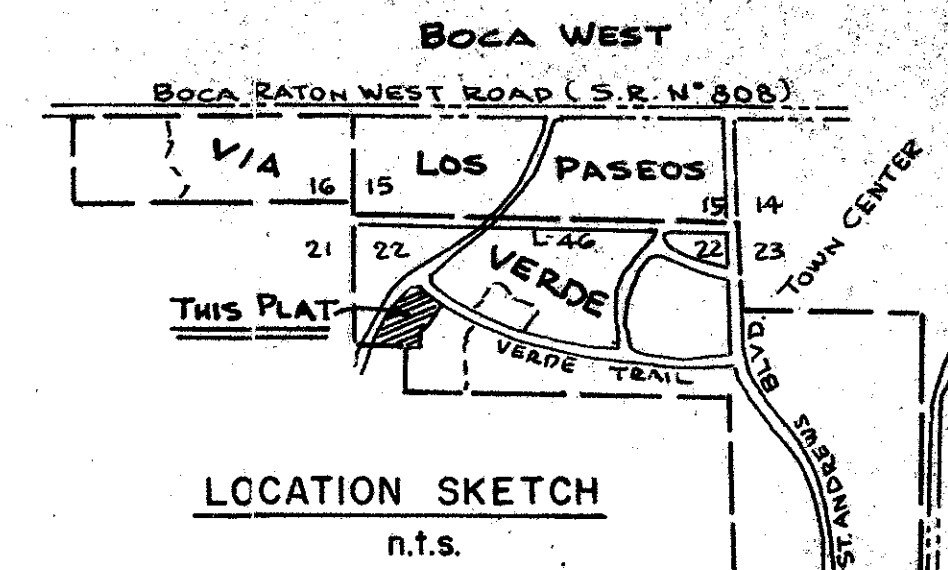 BOCA WEST
BOCA RATON WEST ROAD (S.R. N° 808)
VIA LOS PASEOS
16 15 15 14
21 22 22 23
L-46
VERDE
TOWN CENTER
THIS PLAT
VERDE TRAIL
ST. ANDREWS BLVD.
LOCATION SKETCH
n.t.s.